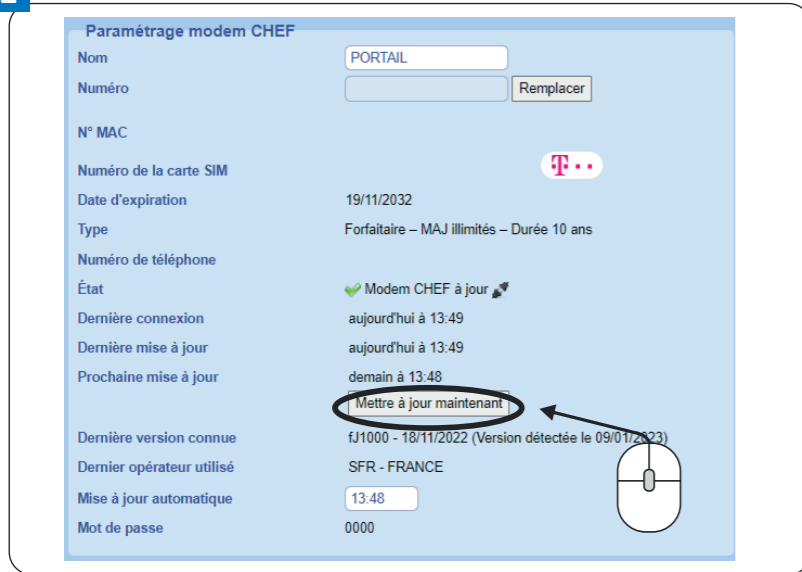 Paramétrage modem CHEF
Nom PORTAIL
Numéro Remplacer
N° MAC
Numéro de la carte SIM T
Date d'expiration 19/11/2032
Type Forfaitaire – MAJ illimités – Durée 10 ans
Numéro de téléphone
État Modem CHEF à jour
Dernière connexion aujourd'hui à 13:49
Dernière mise à jour aujourd'hui à 13:49
Prochaine mise à jour demain à 13:48
Mettre à jour maintenant
Dernière version connue fJ1000 - 18/11/2022 (Version détectée le 09/01/2023)
Dernier opérateur utilisé SFR - FRANCE
Mise à jour automatique 13:48
Mot de passe 0000